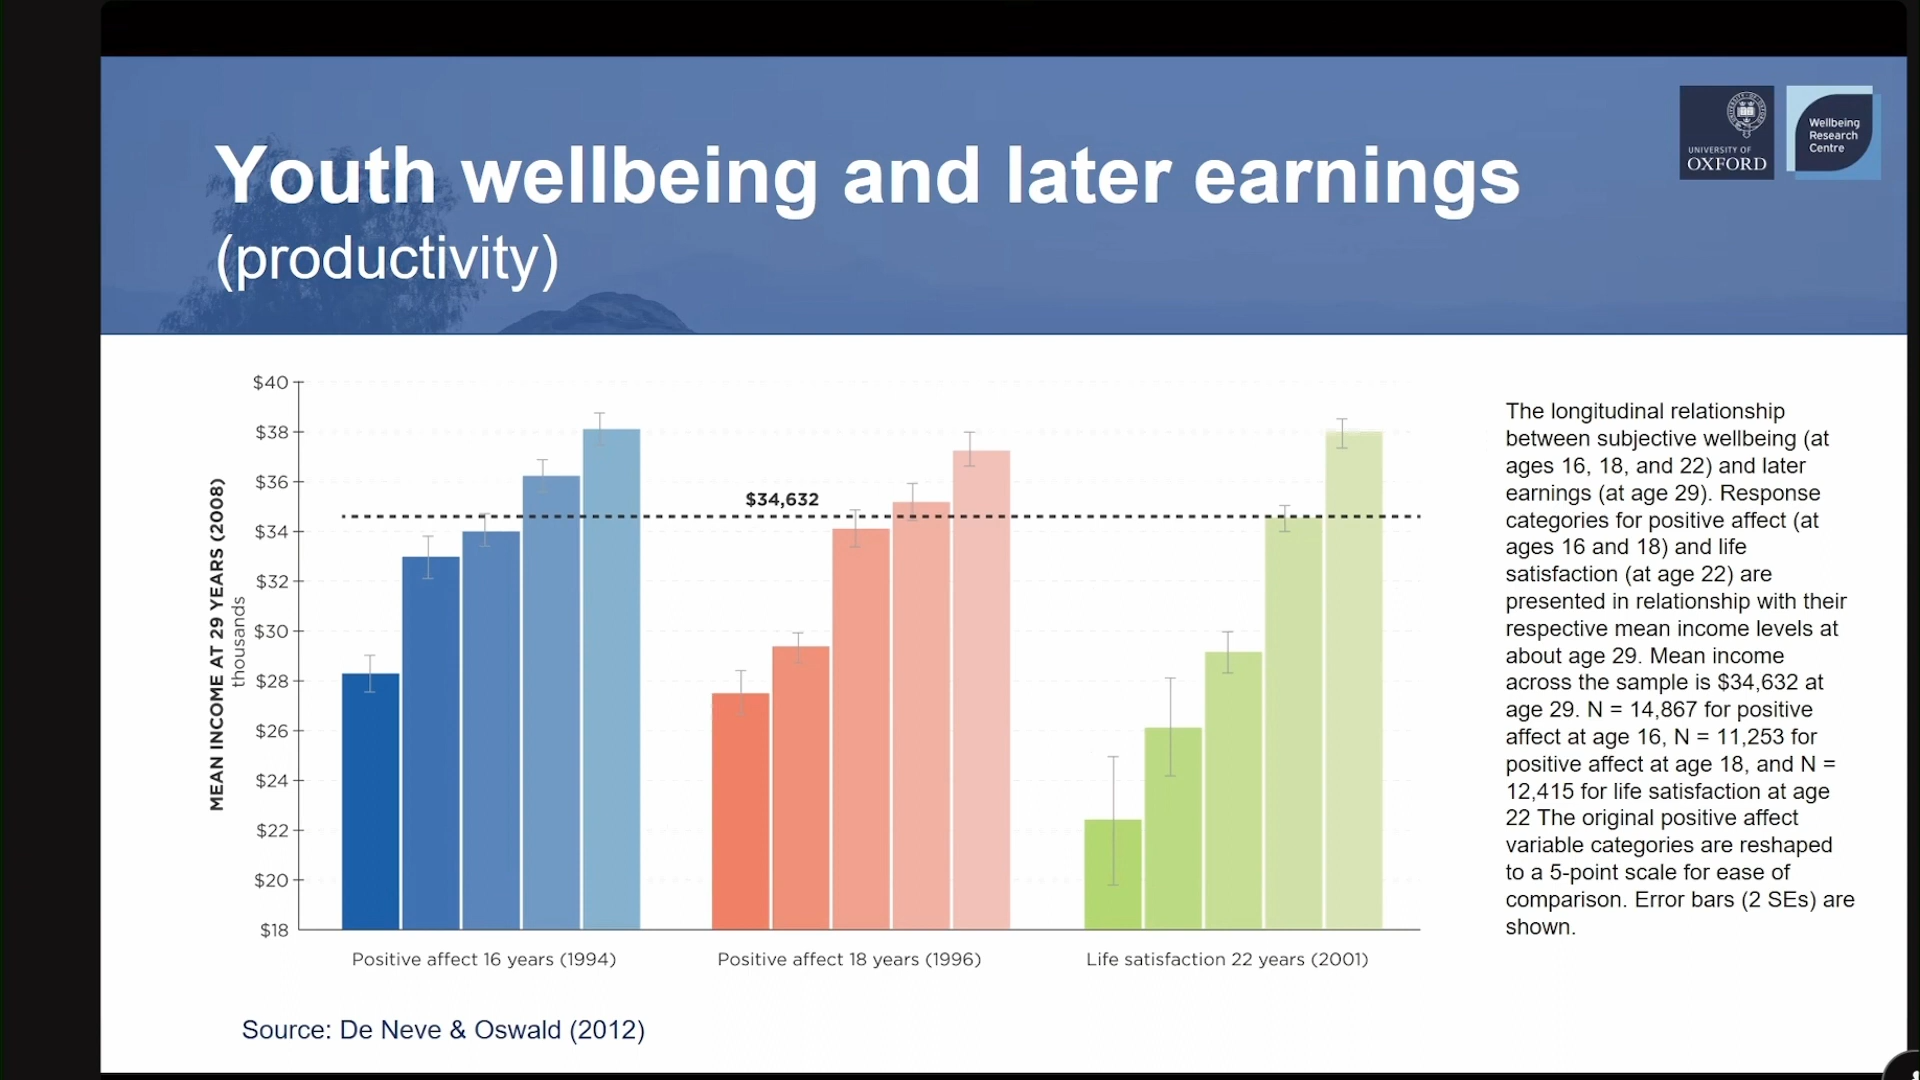 Youth wellbeing and later earnings
(productivity)
UNIVERSITY OF
OXFORD
Wellbeing
Research
Centre
MEAN INCOME AT 29 YEARS (2008)
thousands
$40
$38
$36
$34
$32
$30
$28
$26
$24
$22
$20
$18
$34,632
Positive affect 16 years (1994)
Positive affect 18 years (1996)
Life satisfaction 22 years (2001)
The longitudinal relationship
between subjective wellbeing (at
ages 16, 18, and 22) and later
earnings (at age 29). Response
categories for positive affect (at
ages 16 and 18) and life
satisfaction (at age 22) are
presented in relationship with their
respective mean income levels at
about age 29. Mean income
across the sample is $34,632 at
age 29. N = 14,867 for positive
affect at age 16, N = 11,253 for
positive affect at age 18, and N =
12,415 for life satisfaction at age
22 The original positive affect
variable categories are reshaped
to a 5-point scale for ease of
comparison. Error bars (2 SEs) are
shown.
Source: De Neve & Oswald (2012)